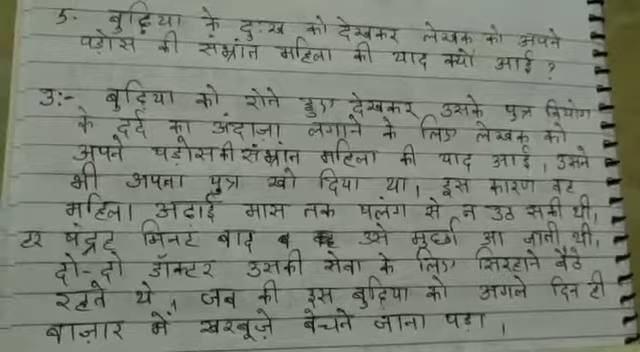 5. बुढ़िया के दुःख को देखकर लेखक को अपने
पड़ोस की संभ्रांत महिला की याद क्यों आई ?
उ:- बुढ़िया को रोने हुए देखकर उसके पुत्र वियोग
के दर्द का अंदाज़ा लगाने के लिए लेखक को
अपने पड़ोस की संभ्रांत महिला की याद आई, उसने
भी अपना पुत्र खो दिया था, इस कारण वह
महिला अढाई मास तक पलंग से न उठ सकी थी,
हर पंद्रह मिनट बाद उसे मुर्छा आ जाती थी,
दो-दो डॉक्टर उसकी सेवा के लिए सिरहाने बैठे
रहते थे, जब की इस बुढ़िया को अगले दिन ही
बाज़ार में खरबूजे बेचने जाना पड़ा,